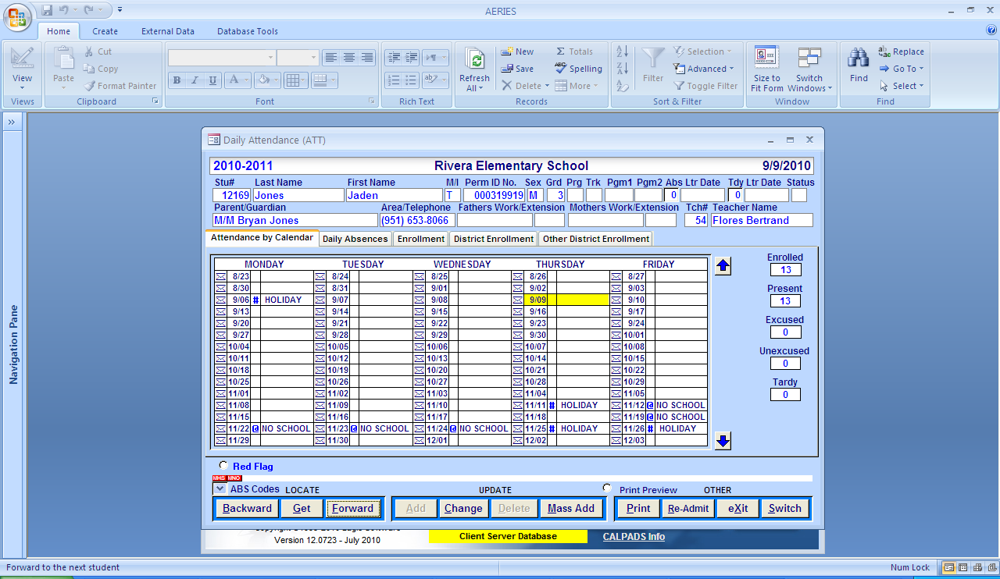 AERIES
Home Create External Data Database Tools
View Paste Cut Copy Format Painter
B I U A
Refresh All New Save Delete Totals Spelling More
Filter Selection Advanced Toggle Filter
Size to Fit Form Switch Windows Find Replace Go To Select
Views Clipboard Font Rich Text Records Sort & Filter Window Find
»
Navigation Pane
Daily Attendance (ATT)
2010-2011 Rivera Elementary School 9/9/2010
Stu# Last Name First Name M/I Perm ID No. Sex Grd Prg Trk Pgm1 Pgm2 Abs Ltr Date Tdy Ltr Date Status
12169 Jones Jaden T 000319919 M 3 0 0
Parent/Guardian Area/Telephone Fathers Work/Extension Mothers Work/Extension Tch# Teacher Name
M/M Bryan Jones (951) 653-8066 54 Flores Bertrand
Attendance by Calendar Daily Absences Enrollment District Enrollment Other District Enrollment
MONDAY TUESDAY WEDNESDAY THURSDAY FRIDAY
8/23 8/24 8/25 8/26 8/27
8/30 8/31 9/01 9/02 9/03
9/06 # HOLIDAY 9/07 9/08 9/09 9/10
9/13 9/14 9/15 9/16 9/17
9/20 9/21 9/22 9/23 9/24
9/27 9/28 9/29 9/30 10/01
10/04 10/05 10/06 10/07 10/08
10/11 10/12 10/13 10/14 10/15
10/18 10/19 10/20 10/21 10/22
10/25 10/26 10/27 10/28 10/29
11/01 11/02 11/03 11/04 11/05
11/08 11/09 11/10 11/11 # HOLIDAY 11/12 @ NO SCHOOL
11/15 11/16 11/17 11/18 11/19 @ NO SCHOOL
11/22 @ NO SCHOOL 11/23 @ NO SCHOOL 11/24 @ NO SCHOOL 11/25 # HOLIDAY 11/26 # HOLIDAY
11/29 11/30 12/01 12/02 12/03
Enrolled
13
Present
13
Excused
0
Unexcused
0
Tardy
0
Red Flag
MHS MNO
ABS Codes LOCATE UPDATE Print Preview OTHER
Backward Get Forward Add Change Delete Mass Add Print Re-Admit eXit Switch
Version 12.0723 - July 2010 Client Server Database CALPADS Info
Forward to the next student Num Lock